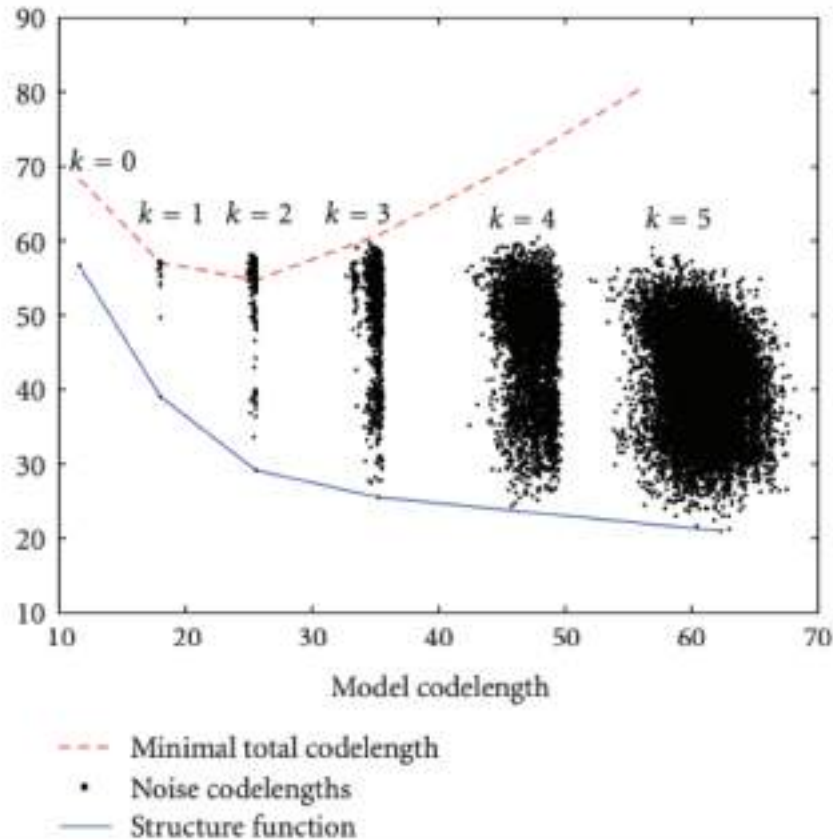 90
80
70
60
50
40
30
20
10
k = 0
k = 1
k = 2
k = 3
k = 4
k = 5
10 20 30 40 50 60 70
Model codelength
Minimal total codelength
Noise codelengths
Structure function